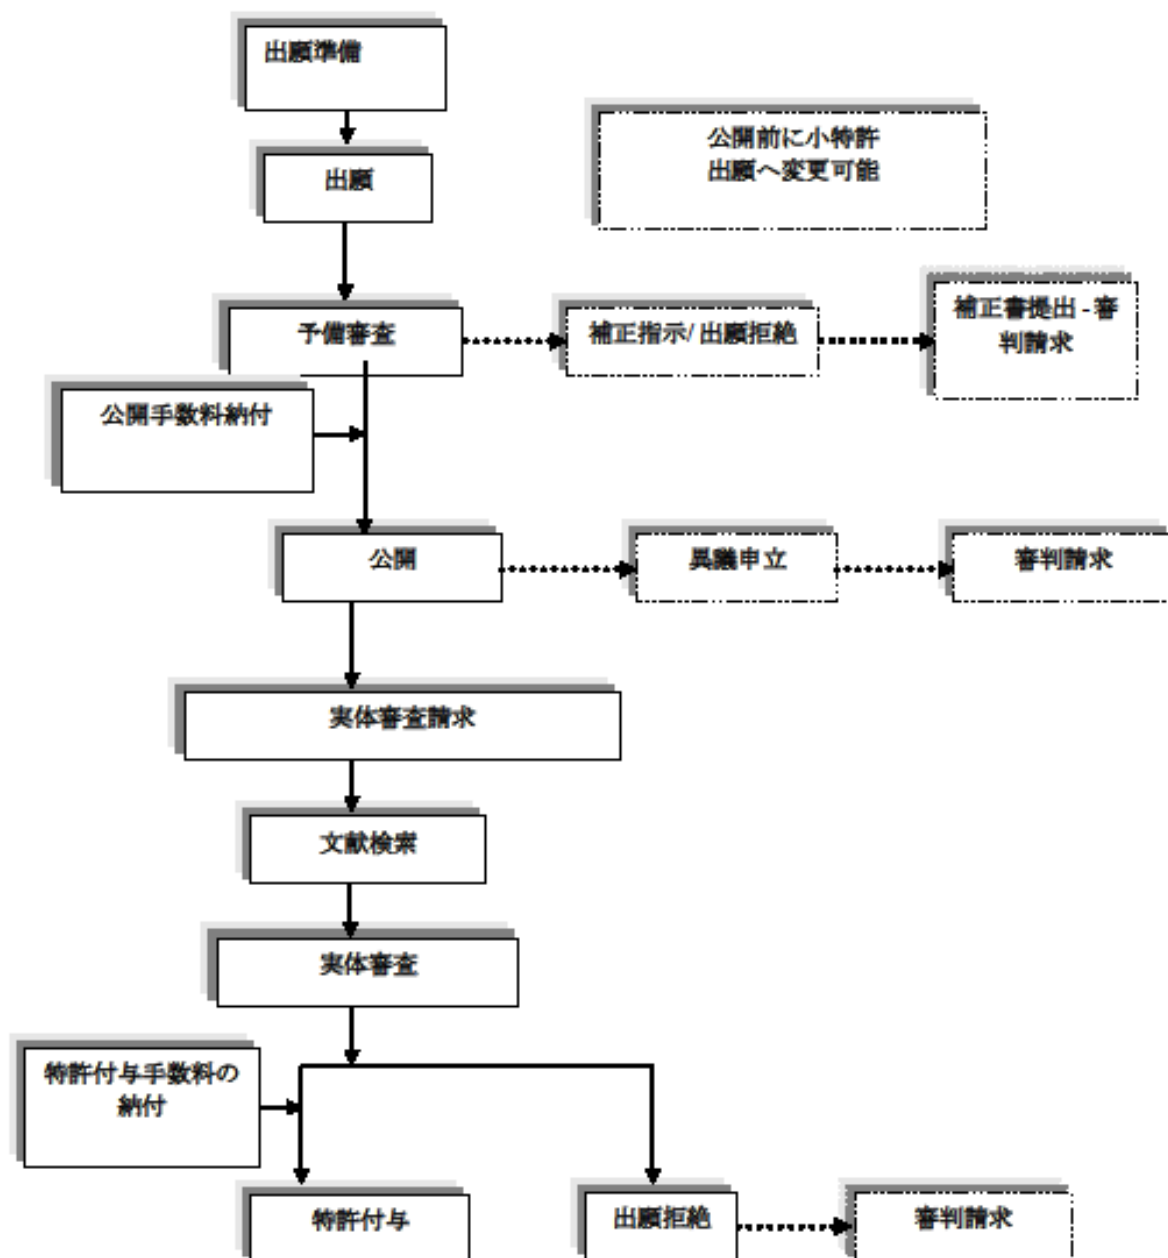 出願準備
公開前に小特許
出願へ変更可能
出願
予備審査
補正指示/ 出願拒絶
補正書提出 - 審
判請求
公開手数料納付
公開
異議申立
審判請求
実体審査請求
文献検索
実体審査
特許付与手数料の
納付
特許付与
出願拒絶
審判請求